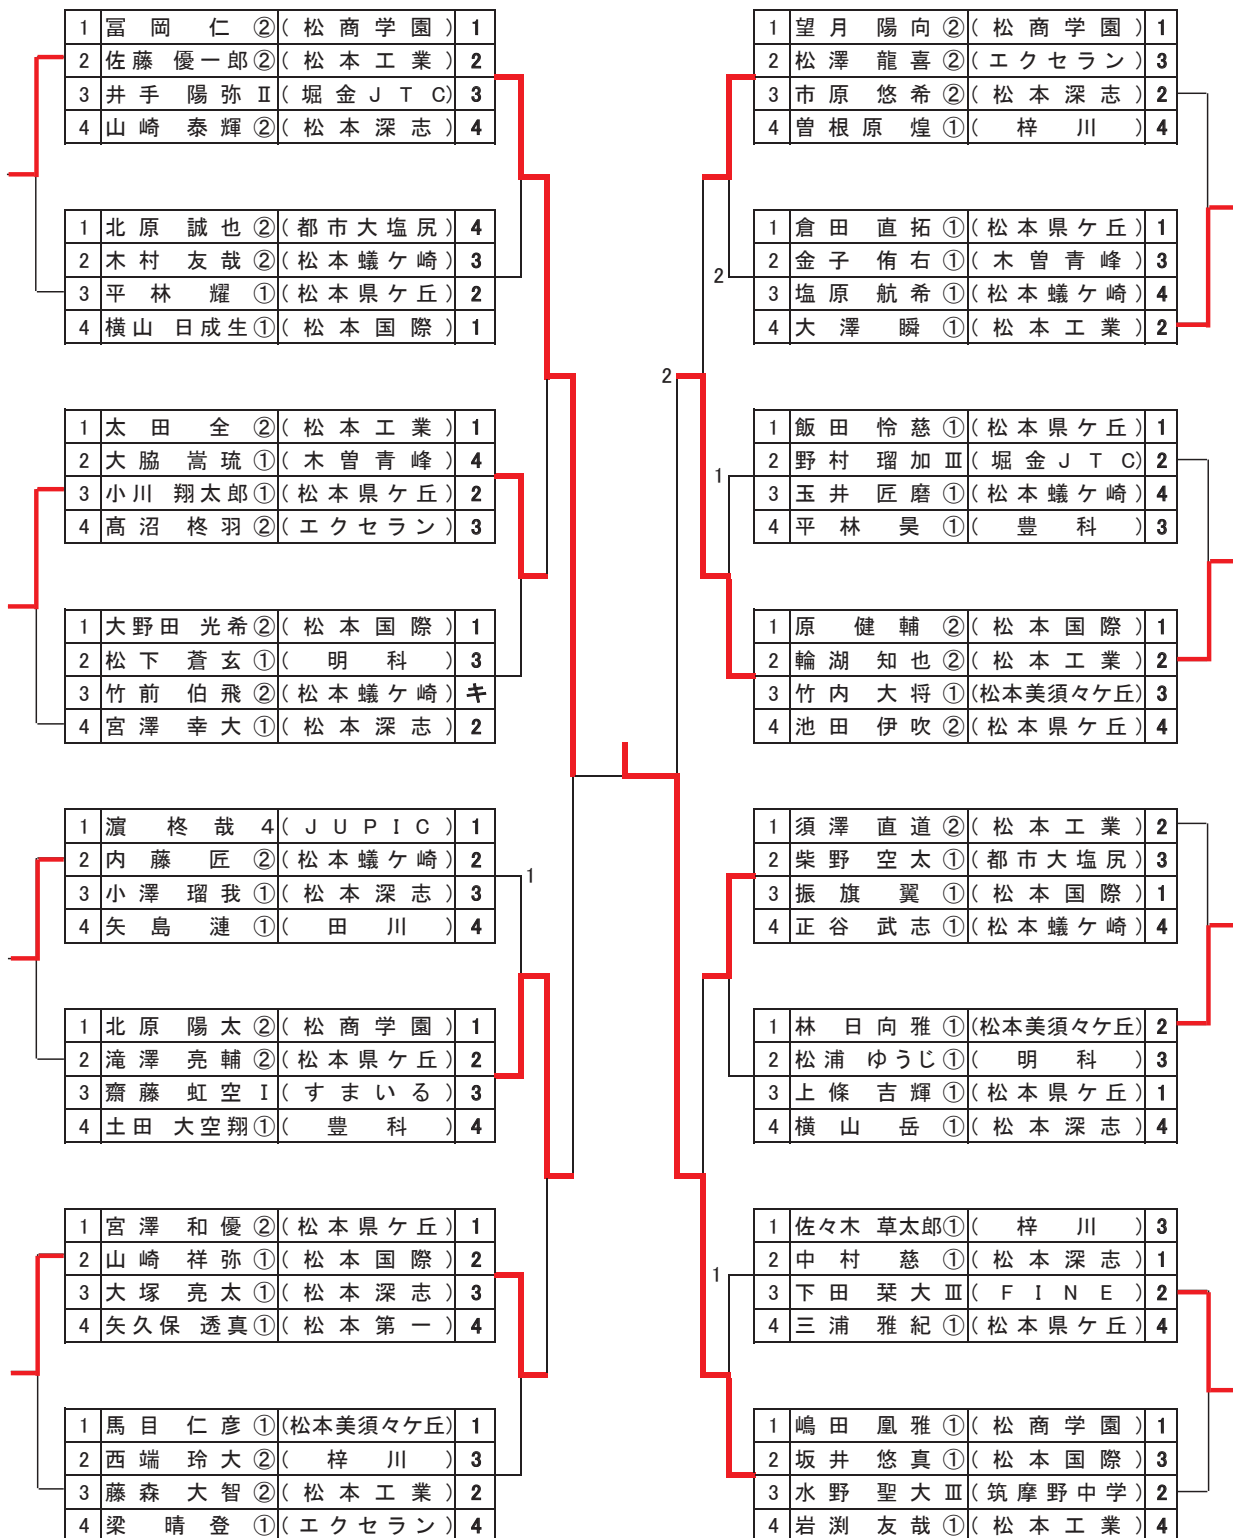 1 冨岡 仁 ② (松商学園) 1
2 佐藤 優一郎 ② (松本工業) 2
3 井手 陽弥 Ⅱ (堀金JTC) 3
4 山崎 泰輝 ② (松本深志) 4
1 北原 誠也 ② (都市大塩尻) 4
2 木村 友哉 ② (松本蟻ケ崎) 3
3 平林 耀 ① (松本県ケ丘) 2
4 横山 日成生 ① (松本国際) 1
1 太田 全 ② (松本工業) 1
2 大脇 嵩琉 ① (木曽青峰) 4
3 小川 翔太郎 ① (松本県ケ丘) 2
4 髙沼 柊羽 ② (エクセラン) 3
1 大野田 光希 ② (松本国際) 1
2 松下 蒼玄 ① (明科) 3
3 竹前 伯飛 ② (松本蟻ケ崎) キ
4 宮澤 幸大 ① (松本深志) 2
1 濵 柊哉 4 (JUPIC) 1
2 内藤 匠 ② (松本蟻ケ崎) 2
3 小澤 瑠我 ① (松本深志) 3
4 矢島 漣 ① (田川) 4
1
1 北原 陽太 ② (松商学園) 1
2 滝澤 亮輔 ② (松本県ケ丘) 2
3 齋藤 虹空 Ⅰ (すまいる) 3
4 土田 大空翔 ① (豊科) 4
1 宮澤 和優 ② (松本県ケ丘) 1
2 山崎 祥弥 ① (松本国際) 2
3 大塚 亮太 ① (松本深志) 3
4 矢久保 透真 ① (松本第一) 4
1 馬目 仁彦 ① (松本美須々ケ丘) 1
2 西端 玲大 ② (梓川) 3
3 藤森 大智 ② (松本工業) 2
4 梁 晴登 ① (エクセラン) 4
1 望月 陽向 ② (松商学園) 1
2 松澤 龍喜 ② (エクセラン) 3
3 市原 悠希 ② (松本深志) 2
4 曽根原 煌 ① (梓川) 4
1 倉田 直拓 ① (松本県ケ丘) 1
2 金子 侑右 ① (木曽青峰) 3
3 塩原 航希 ① (松本蟻ケ崎) 4
4 大澤 瞬 ① (松本工業) 2
2
2
1 飯田 怜慈 ① (松本県ケ丘) 1
2 野村 瑠加 Ⅲ (堀金JTC) 2
3 玉井 匠磨 ① (松本蟻ケ崎) 4
4 平林 昊 ① (豊科) 3
1
1 原 健輔 ② (松本国際) 1
2 輪湖 知也 ② (松本工業) 2
3 竹内 大将 ① (松本美須々ケ丘) 3
4 池田 伊吹 ② (松本県ケ丘) 4
1 須澤 直道 ② (松本工業) 2
2 柴野 空太 ① (都市大塩尻) 3
3 振旗 翼 ① (松本国際) 1
4 正谷 武志 ① (松本蟻ケ崎) 4
1 林 日向雅 ① (松本美須々ケ丘) 2
2 松浦 ゆうじ ① (明科) 3
3 上條 吉輝 ① (松本県ケ丘) 1
4 横山 岳 ① (松本深志) 4
1 佐々木 草太郎 ① (梓川) 3
2 中村 慈 ① (松本深志) 1
3 下田 栞大 Ⅲ (FINE) 2
4 三浦 雅紀 ① (松本県ケ丘) 4
1
1 嶋田 凰雅 ① (松商学園) 1
2 坂井 悠真 ① (松本国際) 3
3 水野 聖大 Ⅲ (筑摩野中学) 2
4 岩渕 友哉 ① (松本工業) 4